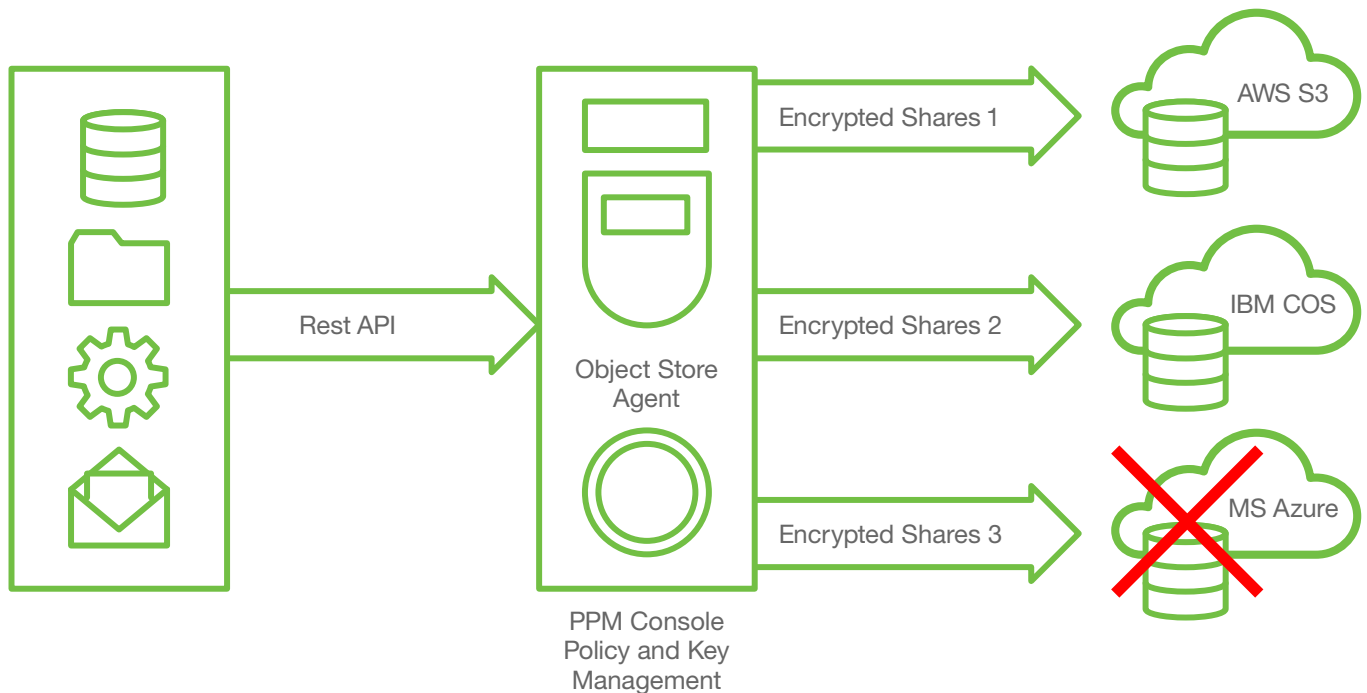 AWS S3
Encrypted Shares 1
Rest API
Encrypted Shares 2
IBM COS
Object Store
Agent
Encrypted Shares 3
MS Azure
PPM Console
Policy and Key
Management